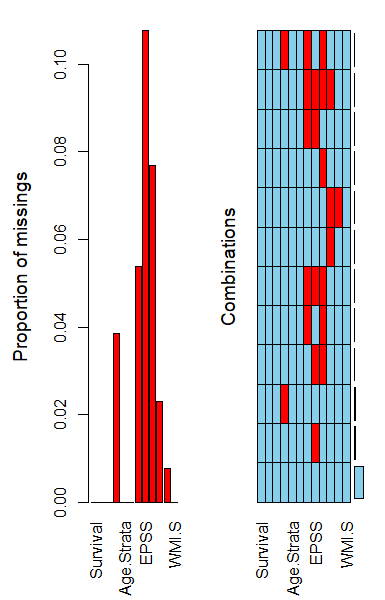 Proportion of missings
0.10
0.08
0.06
0.04
0.02
0.00
Survival
Age.Strata
EPSS
WMI.S
Combinations
Survival
Age.Strata
EPSS
WMI.S